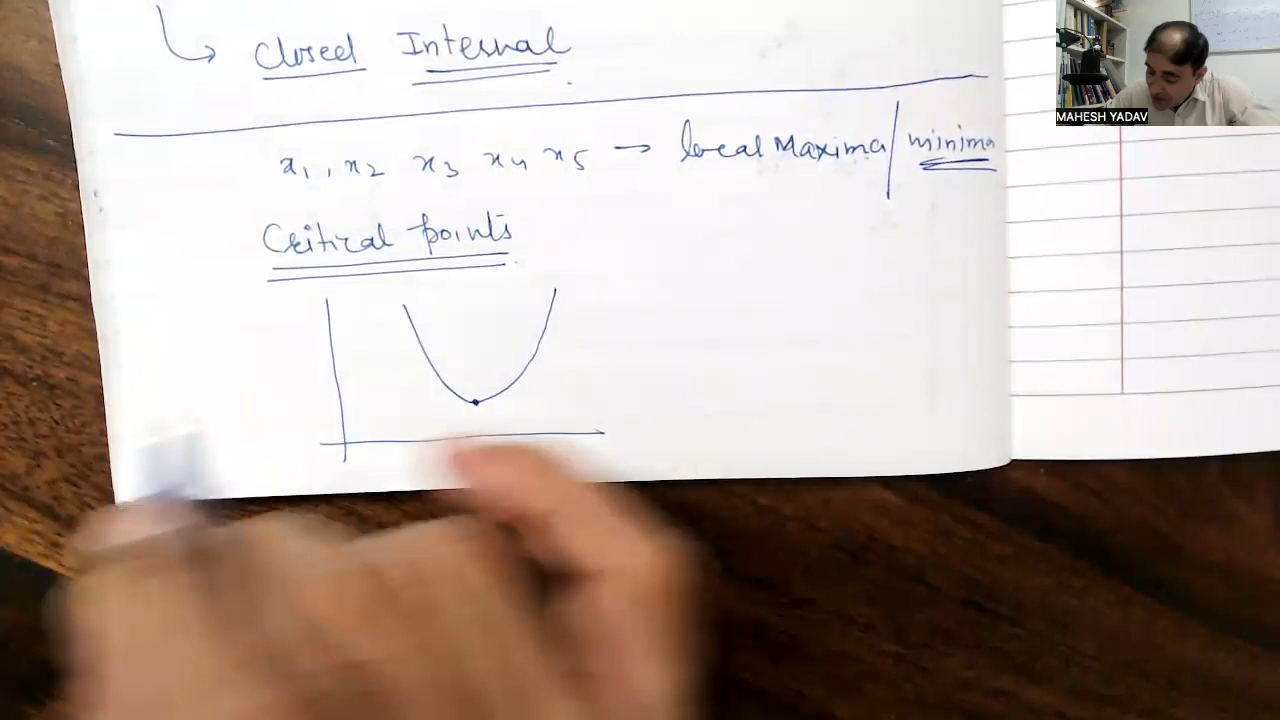 Closed Interval
MAHESH YADAV
x1, x2 x3 x4 x5 → local Maxima / minima
Critical points